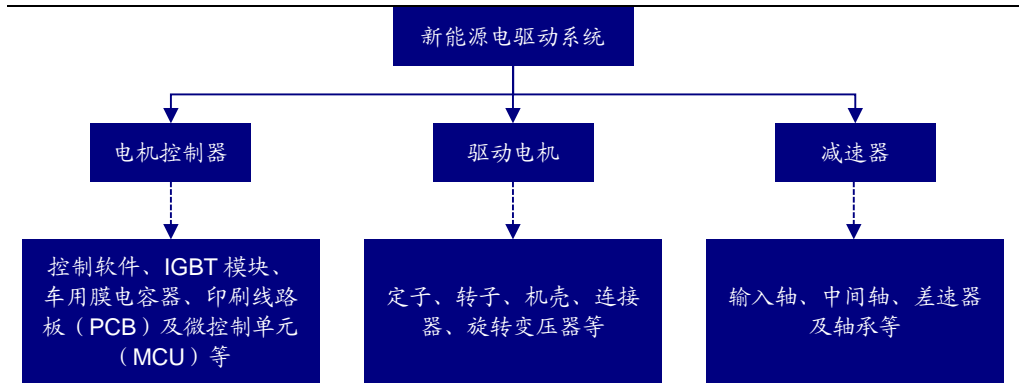 新能源电驱动系统
电机控制器
驱动电机
减速器
控制软件、IGBT 模块、
车用膜电容器、印刷线路
板（PCB）及微控制单元
（MCU）等
定子、转子、机壳、连接
器、旋转变压器等
输入轴、中间轴、差速器
及轴承等